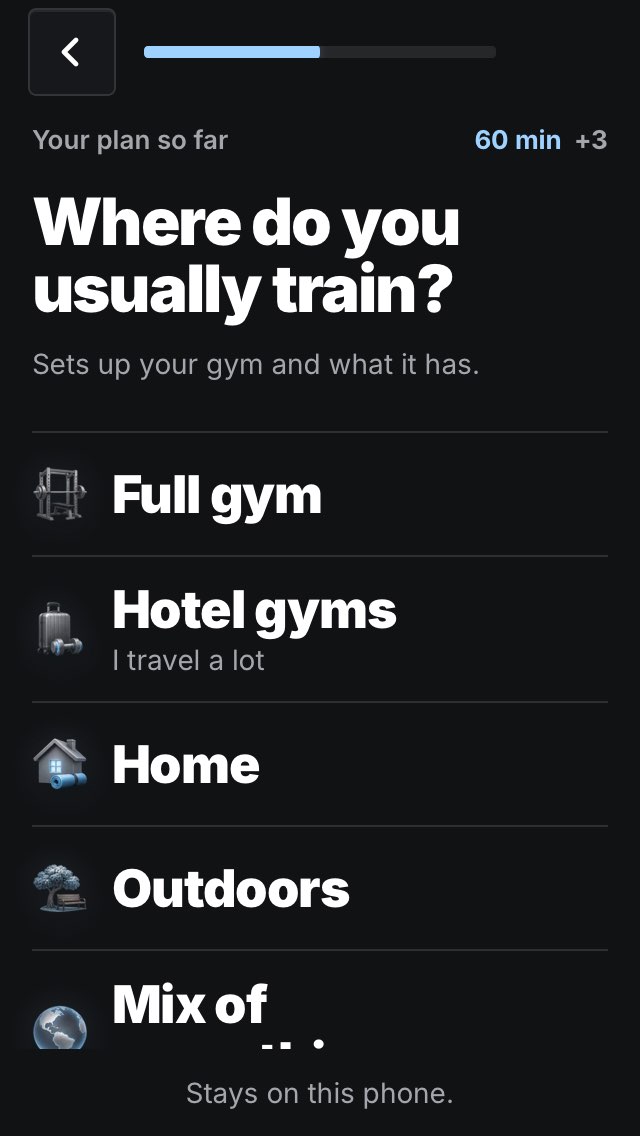 Your plan so far 60 min +3
Where do you
usually train?
Sets up your gym and what it has.
Full gym
Hotel gyms
I travel a lot
Home
Outdoors
Mix of
Stays on this phone.